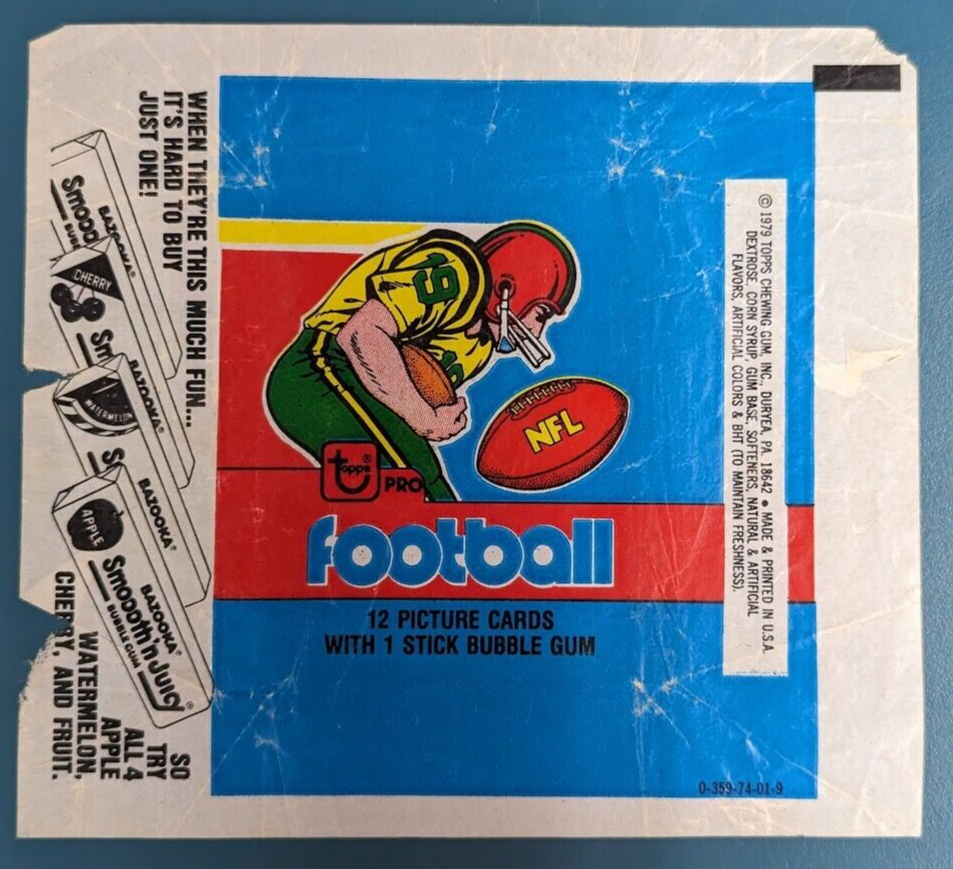 WHEN THEY'RE THIS MUCH FUN...
IT'S HARD TO BUY
JUST ONE!
BAZOOKA®
CHERRY
BAZOOKA®
WATERMELON
BAZOOKA®
APPLE
BAZOOKA®
Smooth'n Juicy®
BUBBLE GUM
SO
TRY
ALL 4
APPLE
WATERMELON,
CHERRY, AND FRUIT.
19
19
NFL
topps®
PRO
football
12 PICTURE CARDS
WITH 1 STICK BUBBLE GUM
© 1979 TOPPS CHEWING GUM, INC., DURYEA, PA. 18642 • MADE & PRINTED IN U.S.A.
DEXTROSE, CORN SYRUP, GUM BASE, SOFTENERS, NATURAL & ARTIFICIAL
FLAVORS, ARTIFICIAL COLORS & BHT (TO MAINTAIN FRESHNESS).
0-359-74-01-9